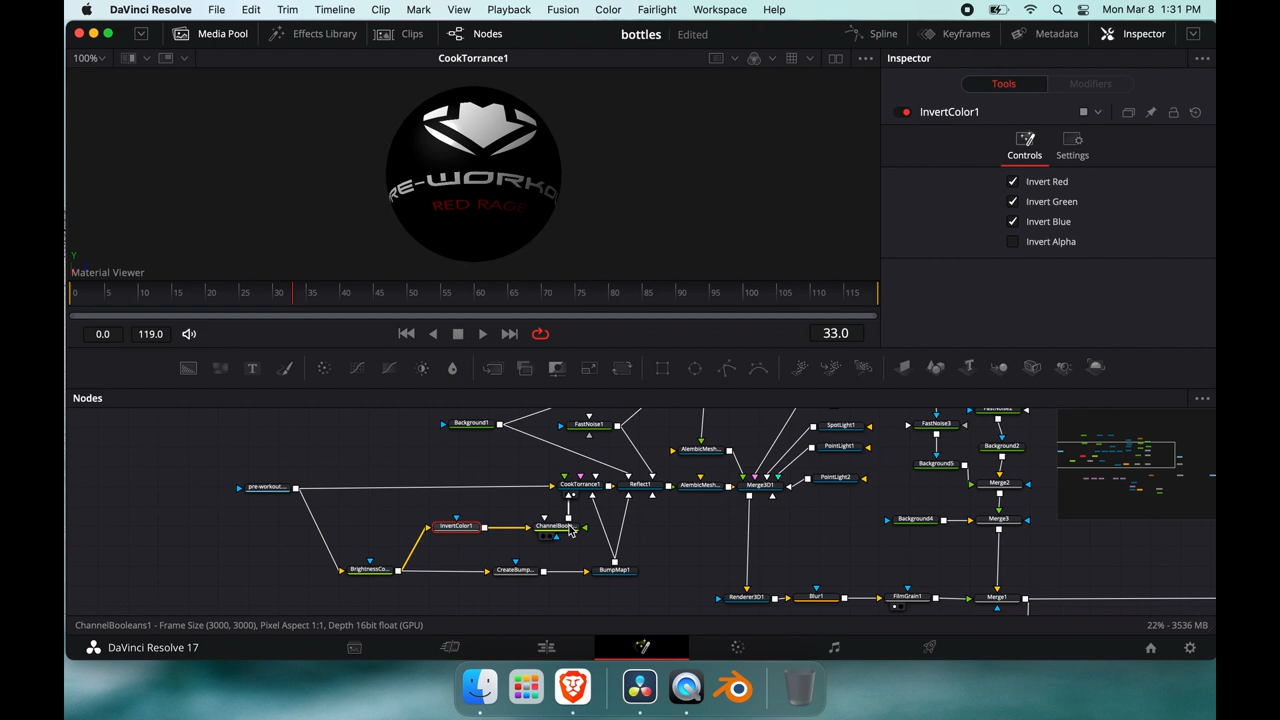 DaVinci Resolve File Edit Trim Timeline Clip Mark View Playback Fusion Color Fairlight Workspace Help Mon Mar 8 1:31 PM
Media Pool Effects Library Clips Nodes bottles Edited Spline Keyframes Metadata Inspector
100% CookTorrance1 Inspector
Tools Modifiers
InvertColor1
Controls Settings
Invert Red
Invert Green
Invert Blue
Invert Alpha
RE-WORKO
RED RAGE
Y
Material Viewer
0 5 10 15 20 25 30 35 40 45 50 55 60 65 70 75 80 85 90 95 100 105 110 115
0.0 119.0 33.0
T
Nodes
Background1 FastNoise1 SpotLight1 FastNoise3 FastNoise2
AlembicMesh... PointLight1 Background2
Background5
pre-workout... CookTorrance1 Reflect1 AlembicMesh... Merge3D1 PointLight2 Merge2
InvertColor1 ChannelBoole... Background4 Merge3
BrightnessCo... CreateBump... BumpMap1
Renderer3D1 Blur1 FilmGrain1 Merge1
ChannelBooleans1 - Frame Size (3000, 3000), Pixel Aspect 1:1, Depth 16bit float (GPU) 22% - 3536 MB
DaVinci Resolve 17